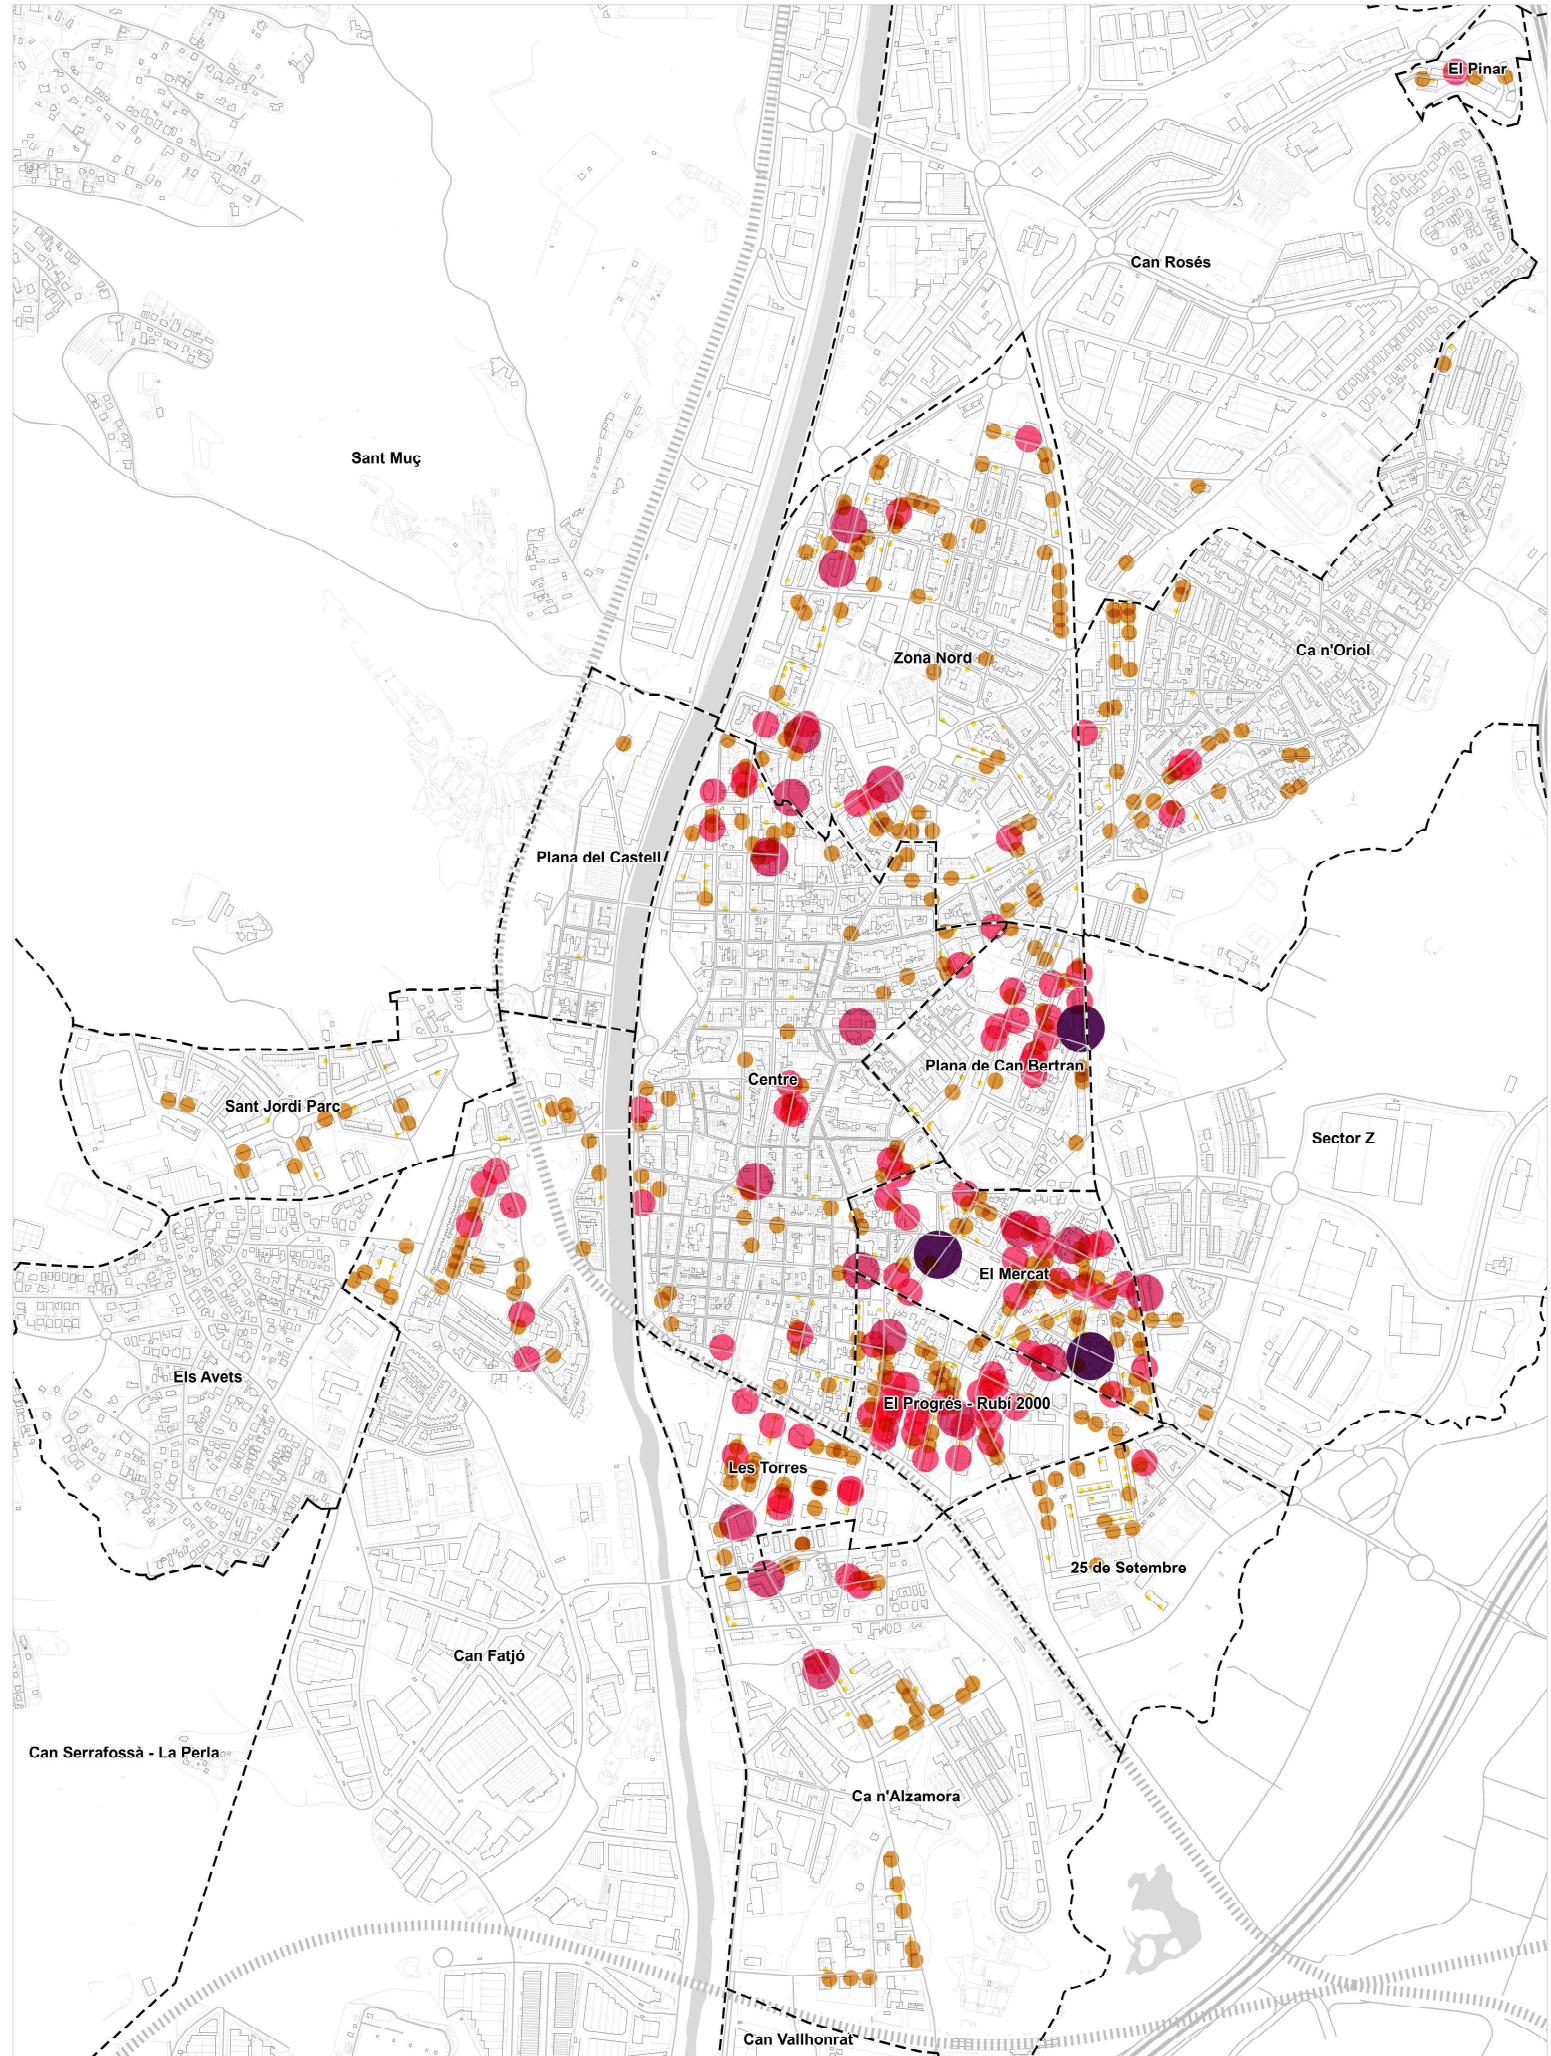 El Pinar
Can Rosés
Sant Muç
Ca n'Oriol
Zona Nord
Plana del Castell
Plana de Can Bertran
Centre
Sant Jordi Parc
Sector Z
El Mercat
Els Avets
El Progrés - Rubí 2000
Les Torres
25 de Setembre
Can Fatjó
Can Serrafossà - La Perla
Ca n'Alzamora
Can Vallhonrat